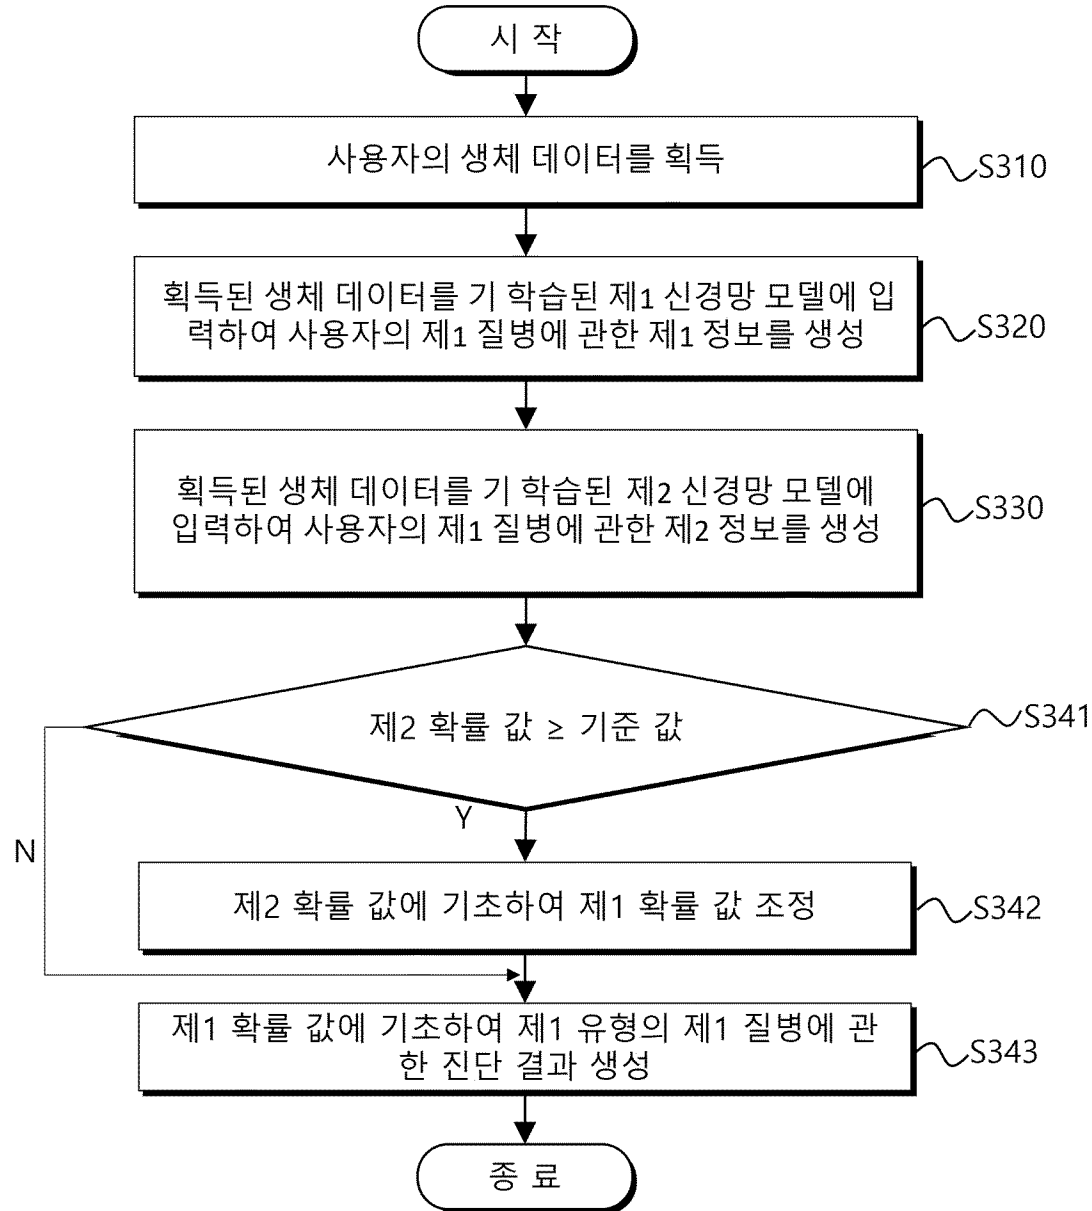 시 작
사용자의 생체 데이터를 획득
S310
획득된 생체 데이터를 기 학습된 제1 신경망 모델에 입
력하여 사용자의 제1 질병에 관한 제1 정보를 생성
S320
획득된 생체 데이터를 기 학습된 제2 신경망 모델에
입력하여 사용자의 제1 질병에 관한 제2 정보를 생성
S330
제2 확률 값 ≥ 기준 값
S341
Y
N
제2 확률 값에 기초하여 제1 확률 값 조정
S342
제1 확률 값에 기초하여 제1 유형의 제1 질병에 관
한 진단 결과 생성
S343
종 료